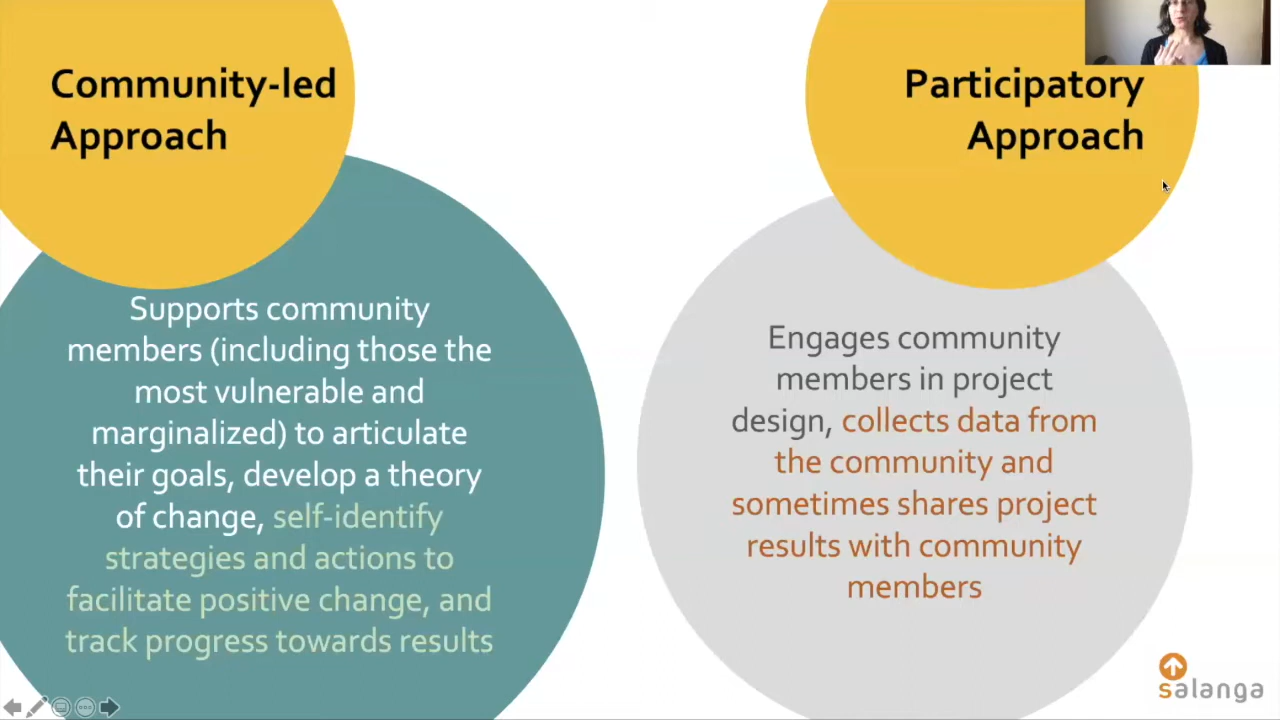 Community-led
Approach
Supports community
members (including those the
most vulnerable and
marginalized) to articulate
their goals, develop a theory
of change, self-identify
strategies and actions to
facilitate positive change, and
track progress towards results
Participatory
Approach
Engages community
members in project
design, collects data from
the community and
sometimes shares project
results with community
members
salanga